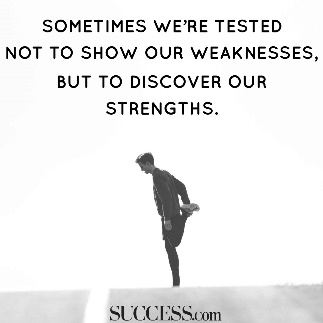 SOMETIMES WE'RE TESTED
NOT TO SHOW OUR WEAKNESSES,
BUT TO DISCOVER OUR
STRENGTHS.
SUCCESS.com